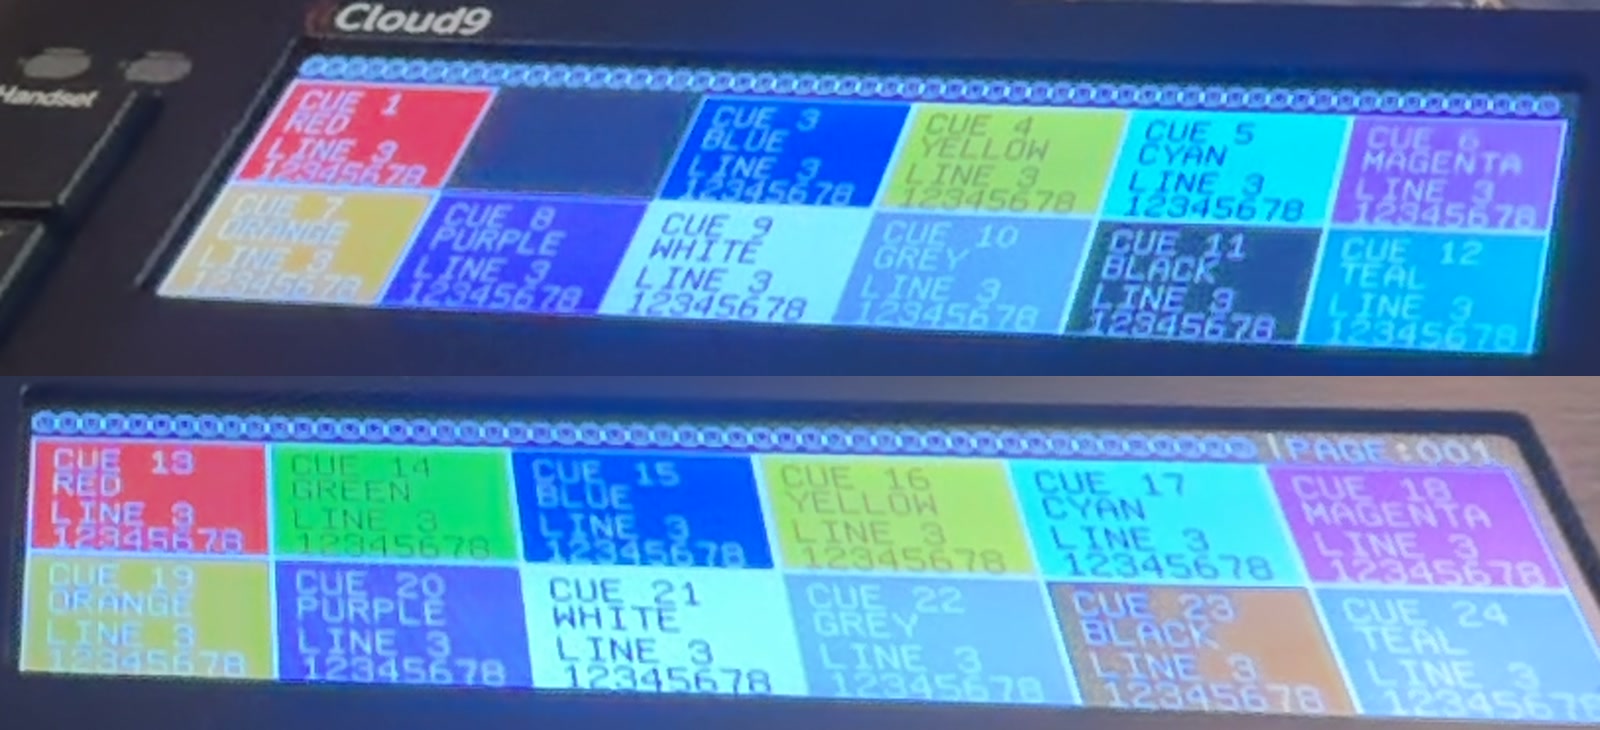 Cloud9
Handset
CUE 1
RED
LINE 3
12345678
CUE 3
BLUE
LINE 3
12345678
CUE 4
YELLOW
LINE 3
12345678
CUE 5
CYAN
LINE 3
12345678
CUE 6
MAGENTA
LINE 3
12345678
CUE 7
ORANGE
LINE 3
12345678
CUE 8
PURPLE
LINE 3
12345678
CUE 9
WHITE
LINE 3
12345678
CUE 10
GREY
LINE 3
12345678
CUE 11
BLACK
LINE 3
12345678
CUE 12
TEAL
LINE 3
12345678
|PAGE:001
CUE 13
RED
LINE 3
12345678
CUE 14
GREEN
LINE 3
12345678
CUE 15
BLUE
LINE 3
12345678
CUE 16
YELLOW
LINE 3
12345678
CUE 17
CYAN
LINE 3
12345678
CUE 18
MAGENTA
LINE 3
12345678
CUE 19
ORANGE
LINE 3
12345678
CUE 20
PURPLE
LINE 3
12345678
CUE 21
WHITE
LINE 3
12345678
CUE 22
GREY
LINE 3
12345678
CUE 23
BLACK
LINE 3
12345678
CUE 24
TEAL
LINE 3
12345678